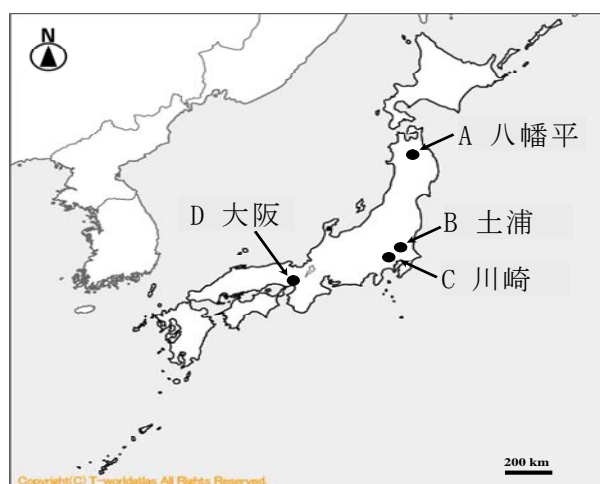 N
A 八幡平
D 大阪
B 土浦
C 川崎
200 km
Copyright(C) T-worldatlas All Rights Reserved.